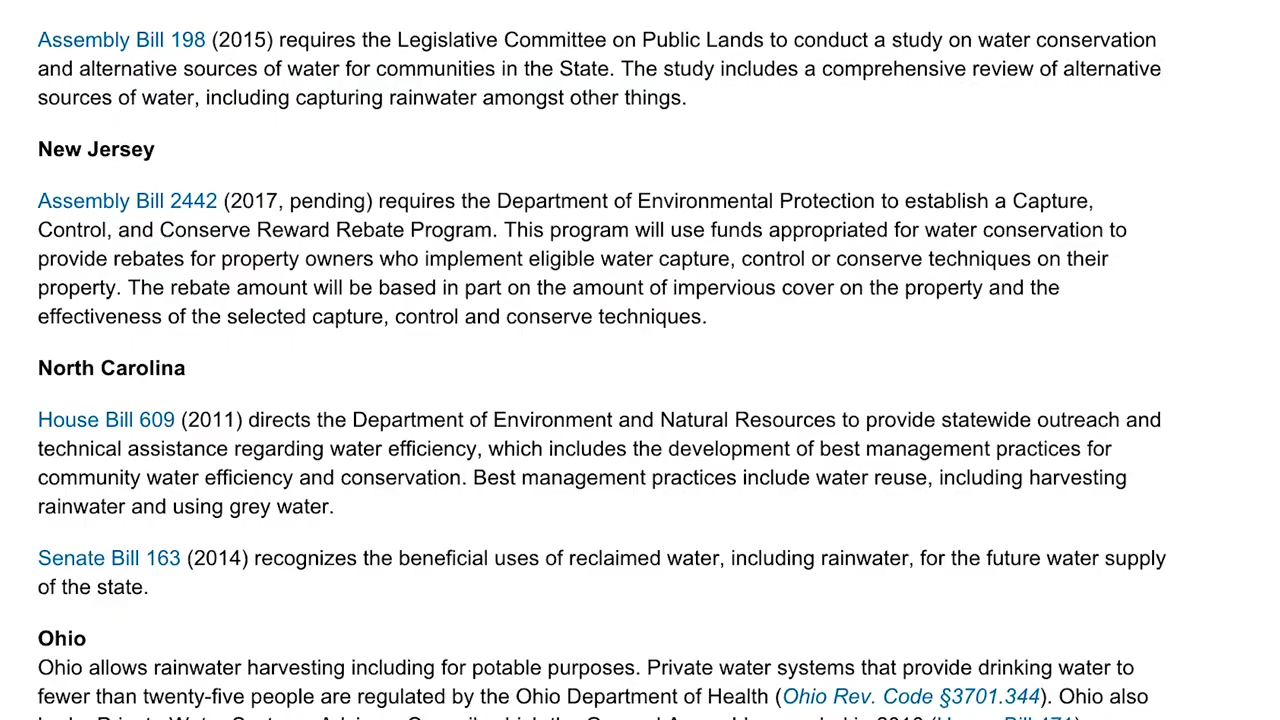 Assembly Bill 198 (2015) requires the Legislative Committee on Public Lands to conduct a study on water conservation
and alternative sources of water for communities in the State. The study includes a comprehensive review of alternative
sources of water, including capturing rainwater amongst other things.
New Jersey
Assembly Bill 2442 (2017, pending) requires the Department of Environmental Protection to establish a Capture,
Control, and Conserve Reward Rebate Program. This program will use funds appropriated for water conservation to
provide rebates for property owners who implement eligible water capture, control or conserve techniques on their
property. The rebate amount will be based in part on the amount of impervious cover on the property and the
effectiveness of the selected capture, control and conserve techniques.
North Carolina
House Bill 609 (2011) directs the Department of Environment and Natural Resources to provide statewide outreach and
technical assistance regarding water efficiency, which includes the development of best management practices for
community water efficiency and conservation. Best management practices include water reuse, including harvesting
rainwater and using grey water.
Senate Bill 163 (2014) recognizes the beneficial uses of reclaimed water, including rainwater, for the future water supply
of the state.
Ohio
Ohio allows rainwater harvesting including for potable purposes. Private water systems that provide drinking water to
fewer than twenty-five people are regulated by the Ohio Department of Health (Ohio Rev. Code §3701.344). Ohio also